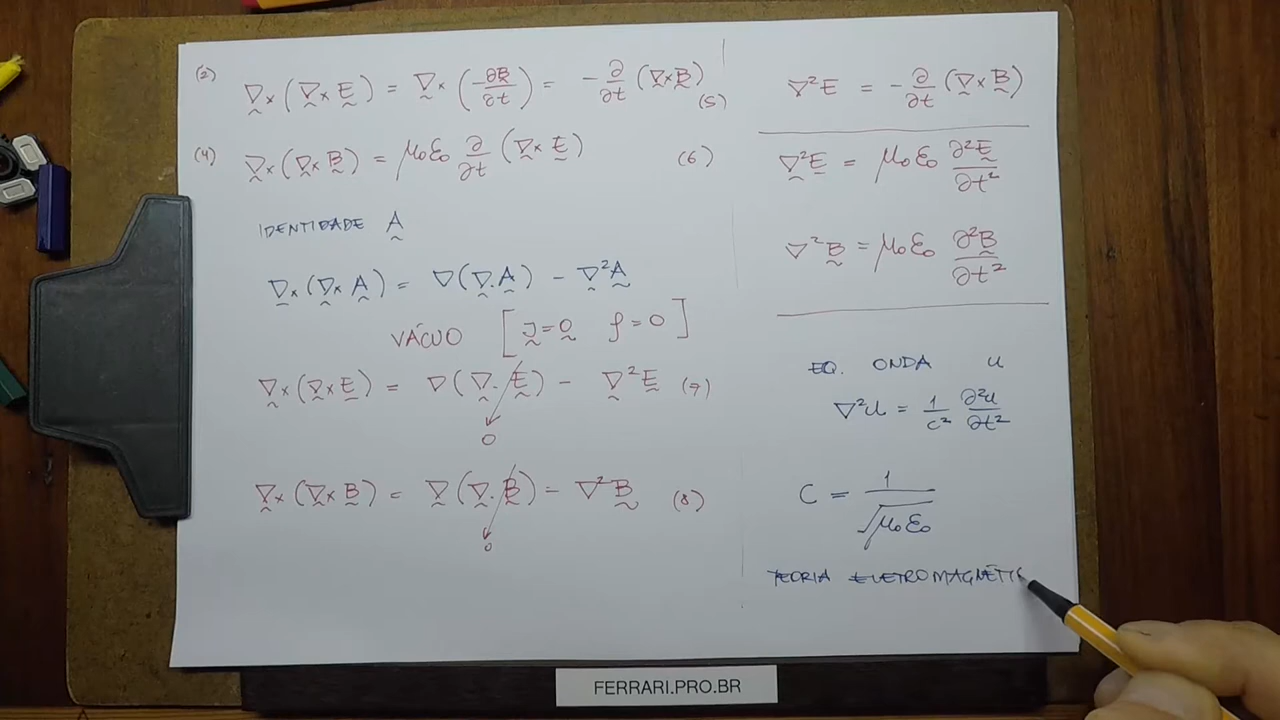 (2) ∇×(∇×E) = ∇×(-∂B/∂t) = -∂/∂t (∇×B) (5)
(4) ∇×(∇×B) = μ₀ε₀ ∂/∂t (∇×E) (6)
IDENTIDADE A
∇×(∇×A) = ∇(∇.A) - ∇²A
VÁCUO [J=0 ρ=0]
∇×(∇×E) = ∇(∇.E) - ∇²E (7)
0
∇×(∇×B) = ∇(∇.B) - ∇²B (8)
0
∇²E = -∂/∂t (∇×B)
∇²E = μ₀ε₀ ∂²E/∂t²
∇²B = μ₀ε₀ ∂²B/∂t²
EQ. ONDA u
∇²u = 1/c² ∂²u/∂t²
C = 1/√μ₀ε₀
TEORIA ELETROMAGNÉTI
FERRARI.PRO.BR